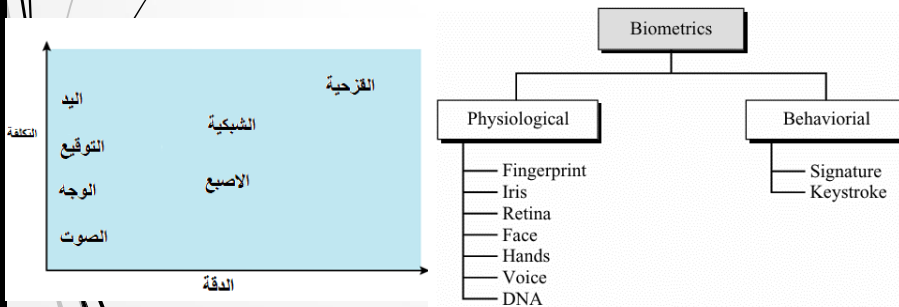 القزحية
اليد
الشبكية
التكلفة
التوقيع
الاصبع
الوجه
الصوت
الدقة
Biometrics
Physiological
Behaviorial
Fingerprint
Iris
Retina
Face
Hands
Voice
DNA
Signature
Keystroke